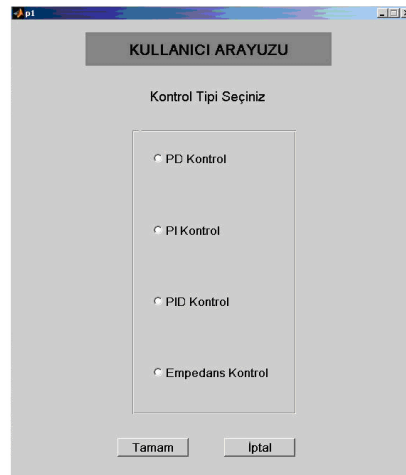 p1
KULLANICI ARAYUZU
Kontrol Tipi Seçiniz
PD Kontrol
PI Kontrol
PID Kontrol
Empedans Kontrol
Tamam
İptal